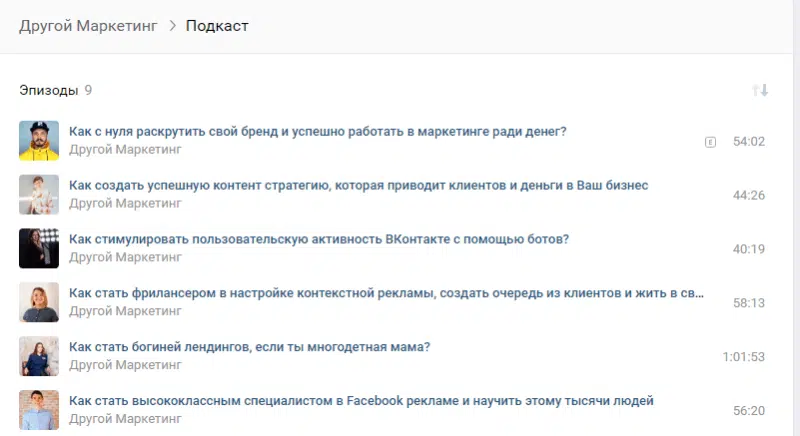 Другой Маркетинг > Подкаст
Эпизоды 9
Как с нуля раскрутить свой бренд и успешно работать в маркетинге ради денег?
Другой Маркетинг
E 54:02
Как создать успешную контент стратегию, которая приводит клиентов и деньги в Ваш бизнес
Другой Маркетинг
44:26
Как стимулировать пользовательскую активность ВКонтакте с помощью ботов?
Другой Маркетинг
40:19
Как стать фрилансером в настройке контекстной рекламы, создать очередь из клиентов и жить в св...
Другой Маркетинг
58:13
Как стать богиней лендингов, если ты многодетная мама?
Другой Маркетинг
1:01:53
Как стать высококлассным специалистом в Facebook рекламе и научить этому тысячи людей
Другой Маркетинг
56:20